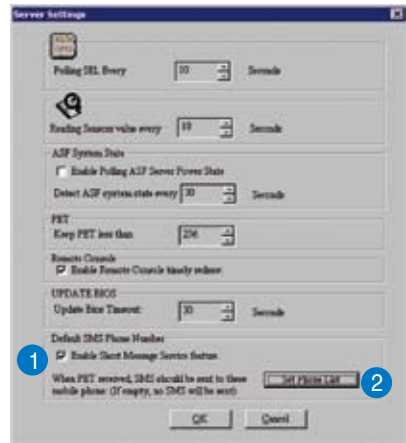 Server Settings
Polling SEL Every 10 Seconds
Reading Sensors value every 10 Seconds
ASF System State
Enable Polling ASF Server Power State
Detect ASF system state every 30 Seconds
PET
Keep PET less than 256
Remote Console
Enable Remote Console timely redraw.
UPDATE BIOS
Update Bios Timeout: 30 Seconds
Default SMS Phone Number
1 Enable Short Message Service feature.
When PET received, SMS should be sent to these
mobile phone: (If empty, no SMS will be sent)
Set Phone List 2
OK Cancel